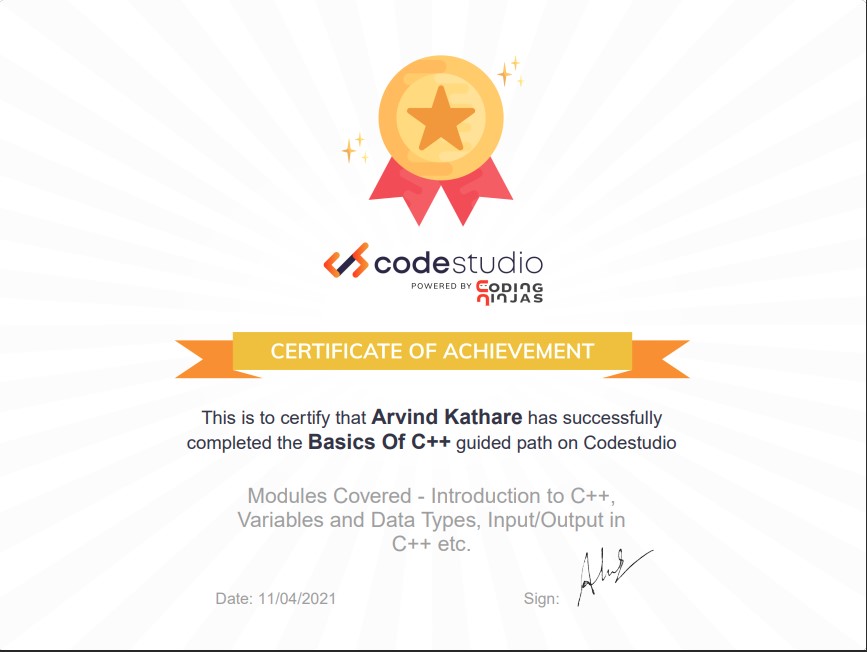 codestudio
POWERED BY CODING NINJAS
CERTIFICATE OF ACHIEVEMENT
This is to certify that Arvind Kathare has successfully
completed the Basics Of C++ guided path on Codestudio
Modules Covered - Introduction to C++,
Variables and Data Types, Input/Output in
C++ etc.
Date: 11/04/2021
Sign: